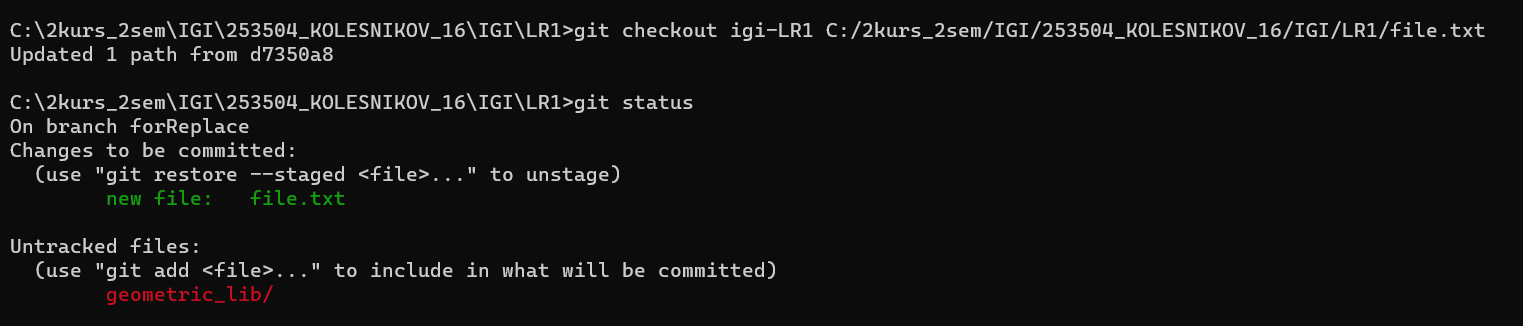 C:\2kurs_2sem\IGI\253504_KOLESNIKOV_16\IGI\LR1>git checkout igi-LR1 C:/2kurs_2sem/IGI/253504_KOLESNIKOV_16/IGI/LR1/file.txt
Updated 1 path from d7350a8
C:\2kurs_2sem\IGI\253504_KOLESNIKOV_16\IGI\LR1>git status
On branch forReplace
Changes to be committed:
  (use "git restore --staged <file>..." to unstage)
        new file:   file.txt
Untracked files:
  (use "git add <file>..." to include in what will be committed)
        geometric_lib/